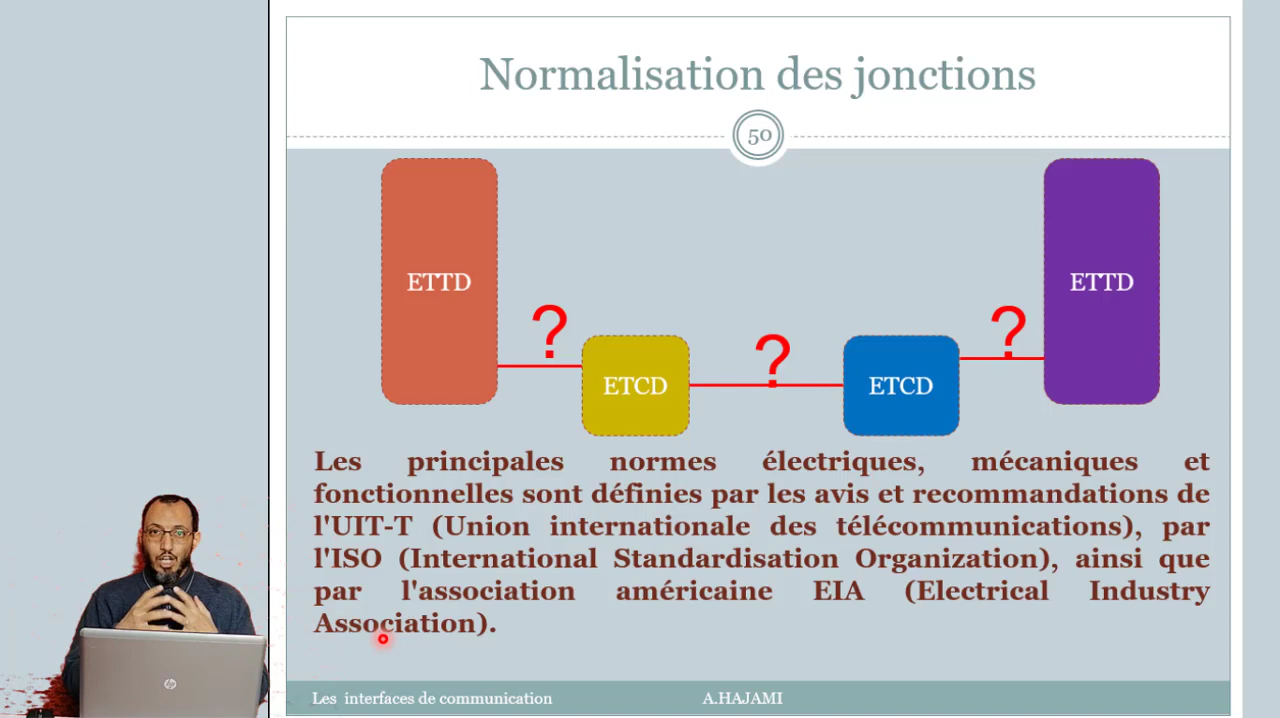 Normalisation des jonctions
50
ETTD
ETTD
?
?
?
ETCD
ETCD
Les principales normes électriques, mécaniques et
fonctionnelles sont définies par les avis et recommandations de
l'UIT-T (Union internationale des télécommunications), par
l'ISO (International Standardisation Organization), ainsi que
par l'association américaine EIA (Electrical Industry
Association).
hp
Les interfaces de communication
A.HAJAMI